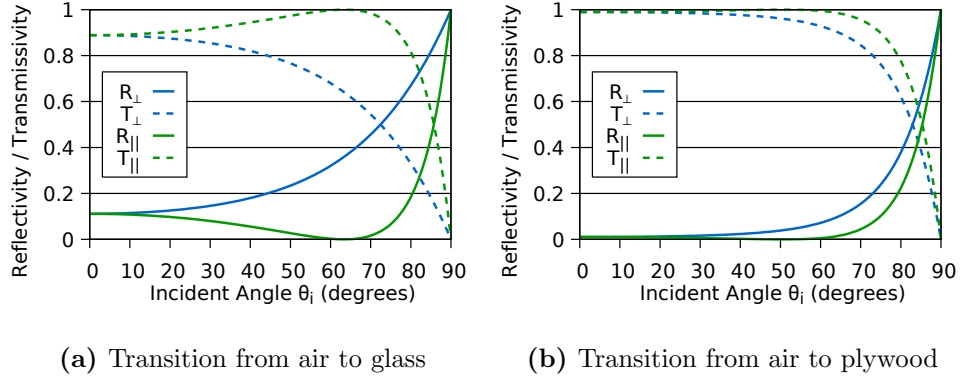 Reflectivity / Transmissivity
1
0.8
0.6
0.4
0.2
0
R⊥
T⊥
R||
T||
0 10 20 30 40 50 60 70 80 90
Incident Angle θi (degrees)
(a) Transition from air to glass
Reflectivity / Transmissivity
1
0.8
0.6
0.4
0.2
0
R⊥
T⊥
R||
T||
0 10 20 30 40 50 60 70 80 90
Incident Angle θi (degrees)
(b) Transition from air to plywood